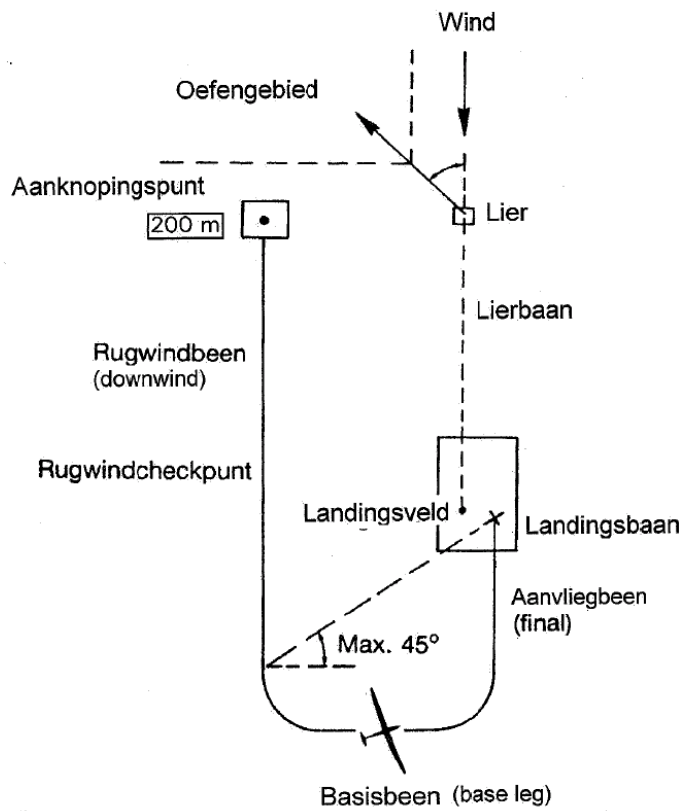 Wind
Oefengebied
Aanknopingspunt
200 m
Lier
Lierbaan
Rugwindbeen
(downwind)
Rugwindcheckpunt
Landingsveld
Landingsbaan
Aanvliegbeen
(final)
Max. 45°
Basisbeen (base leg)